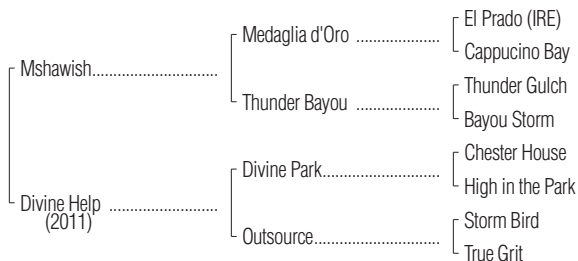 El Prado (IRE)
Medaglia d'Oro ....................
Cappucino Bay
Mshawish..........................
Thunder Gulch
Thunder Bayou .................
Bayou Storm
Chester House
Divine Park.......................
High in the Park
Divine Help ......................
(2011)
Storm Bird
Outsource.........................
True Grit